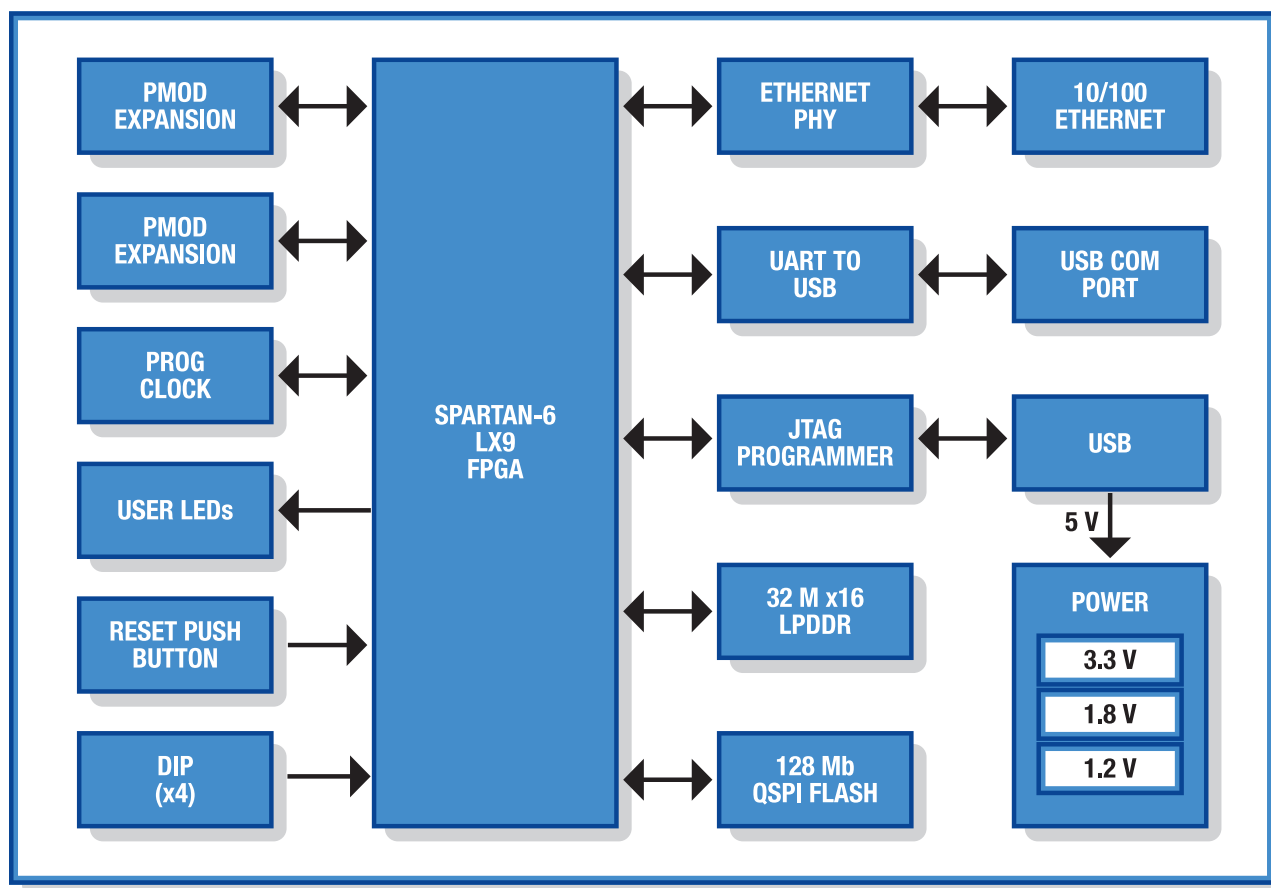 PMOD
EXPANSION
PMOD
EXPANSION
PROG
CLOCK
USER LEDs
RESET PUSH
BUTTON
DIP
(x4)
SPARTAN-6
LX9
FPGA
ETHERNET
PHY
10/100
ETHERNET
UART TO
USB
USB COM
PORT
JTAG
PROGRAMMER
USB
5 V
32 M x16
LPDDR
128 Mb
QSPI FLASH
POWER
3.3 V
1.8 V
1.2 V